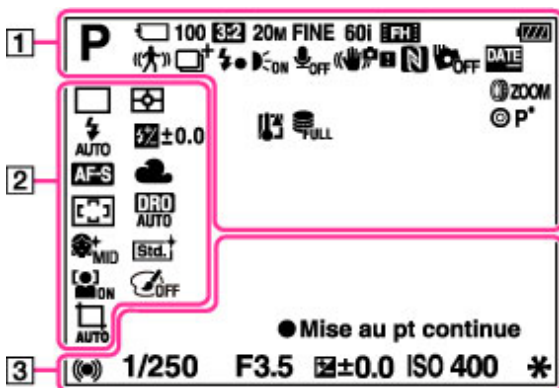 1
P 100 3:2 20M FINE 60i FH
ON OFF OFF DATE
ZOOM
P*
FULL
2
AUTO ±0.0
AF-S
DRO AUTO
MID Std.
ON OFF
AUTO
Mise au pt continue
3
1/250 F3.5 ±0.0 ISO 400